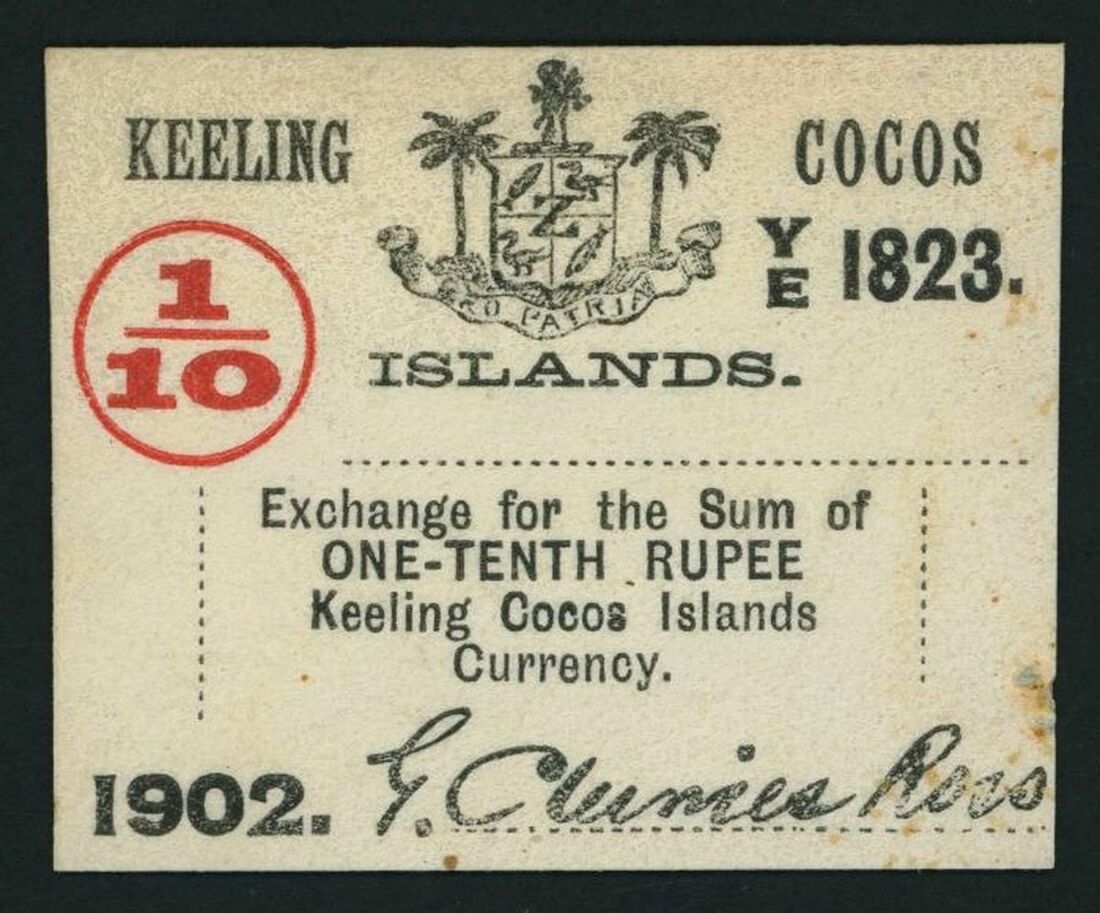 KEELING COCOS
YE 1823.
1/10
Z
PRO PATRIA
ISLANDS.
Exchange for the Sum of
ONE-TENTH RUPEE
Keeling Cocos Islands
Currency.
1902. G. Clunies Ross